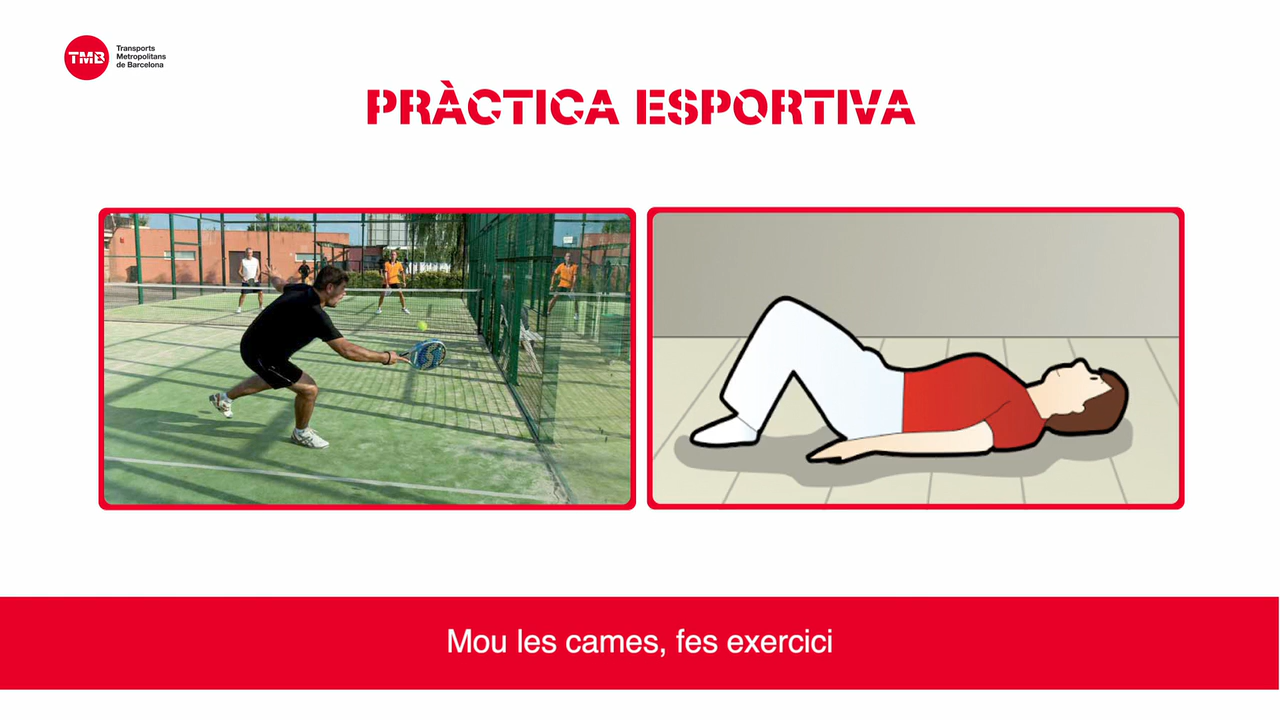 TMB
Transports
Metropolitans
de Barcelona
PRÀCTICA ESPORTIVA
Mou les cames, fes exercici